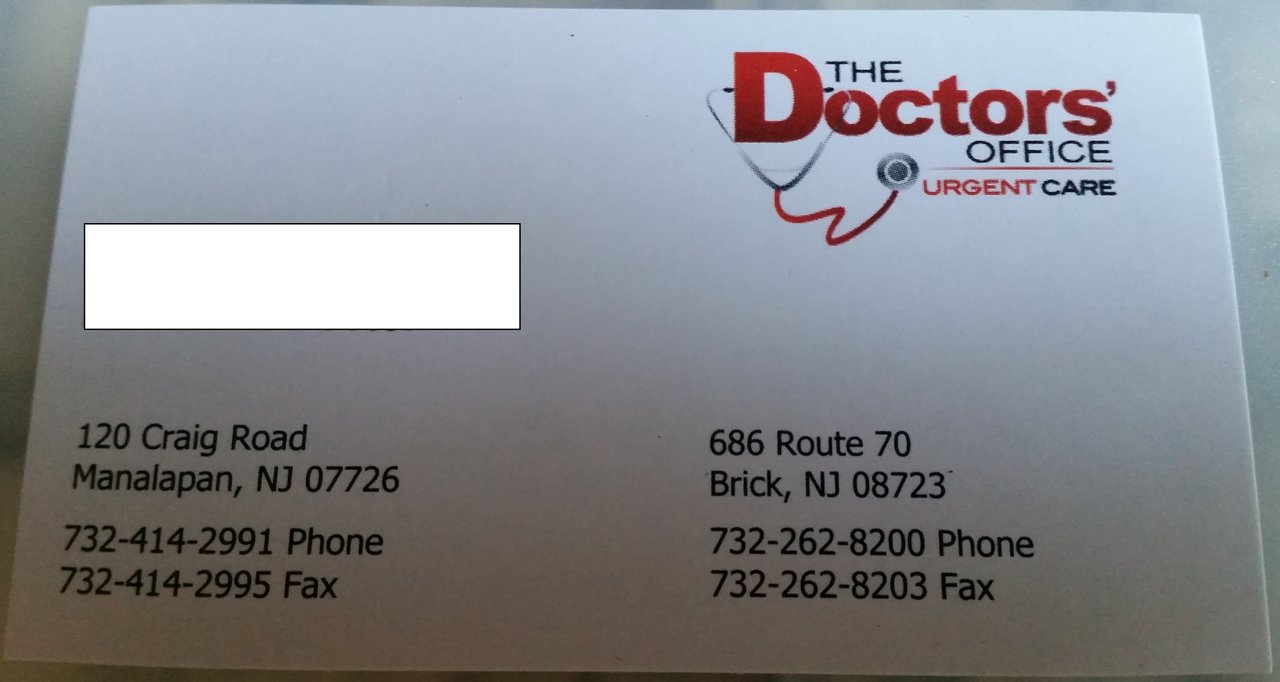 THE
Doctors'
OFFICE
URGENT CARE
120 Craig Road
Manalapan, NJ 07726
732-414-2991 Phone
732-414-2995 Fax
686 Route 70
Brick, NJ 08723
732-262-8200 Phone
732-262-8203 Fax